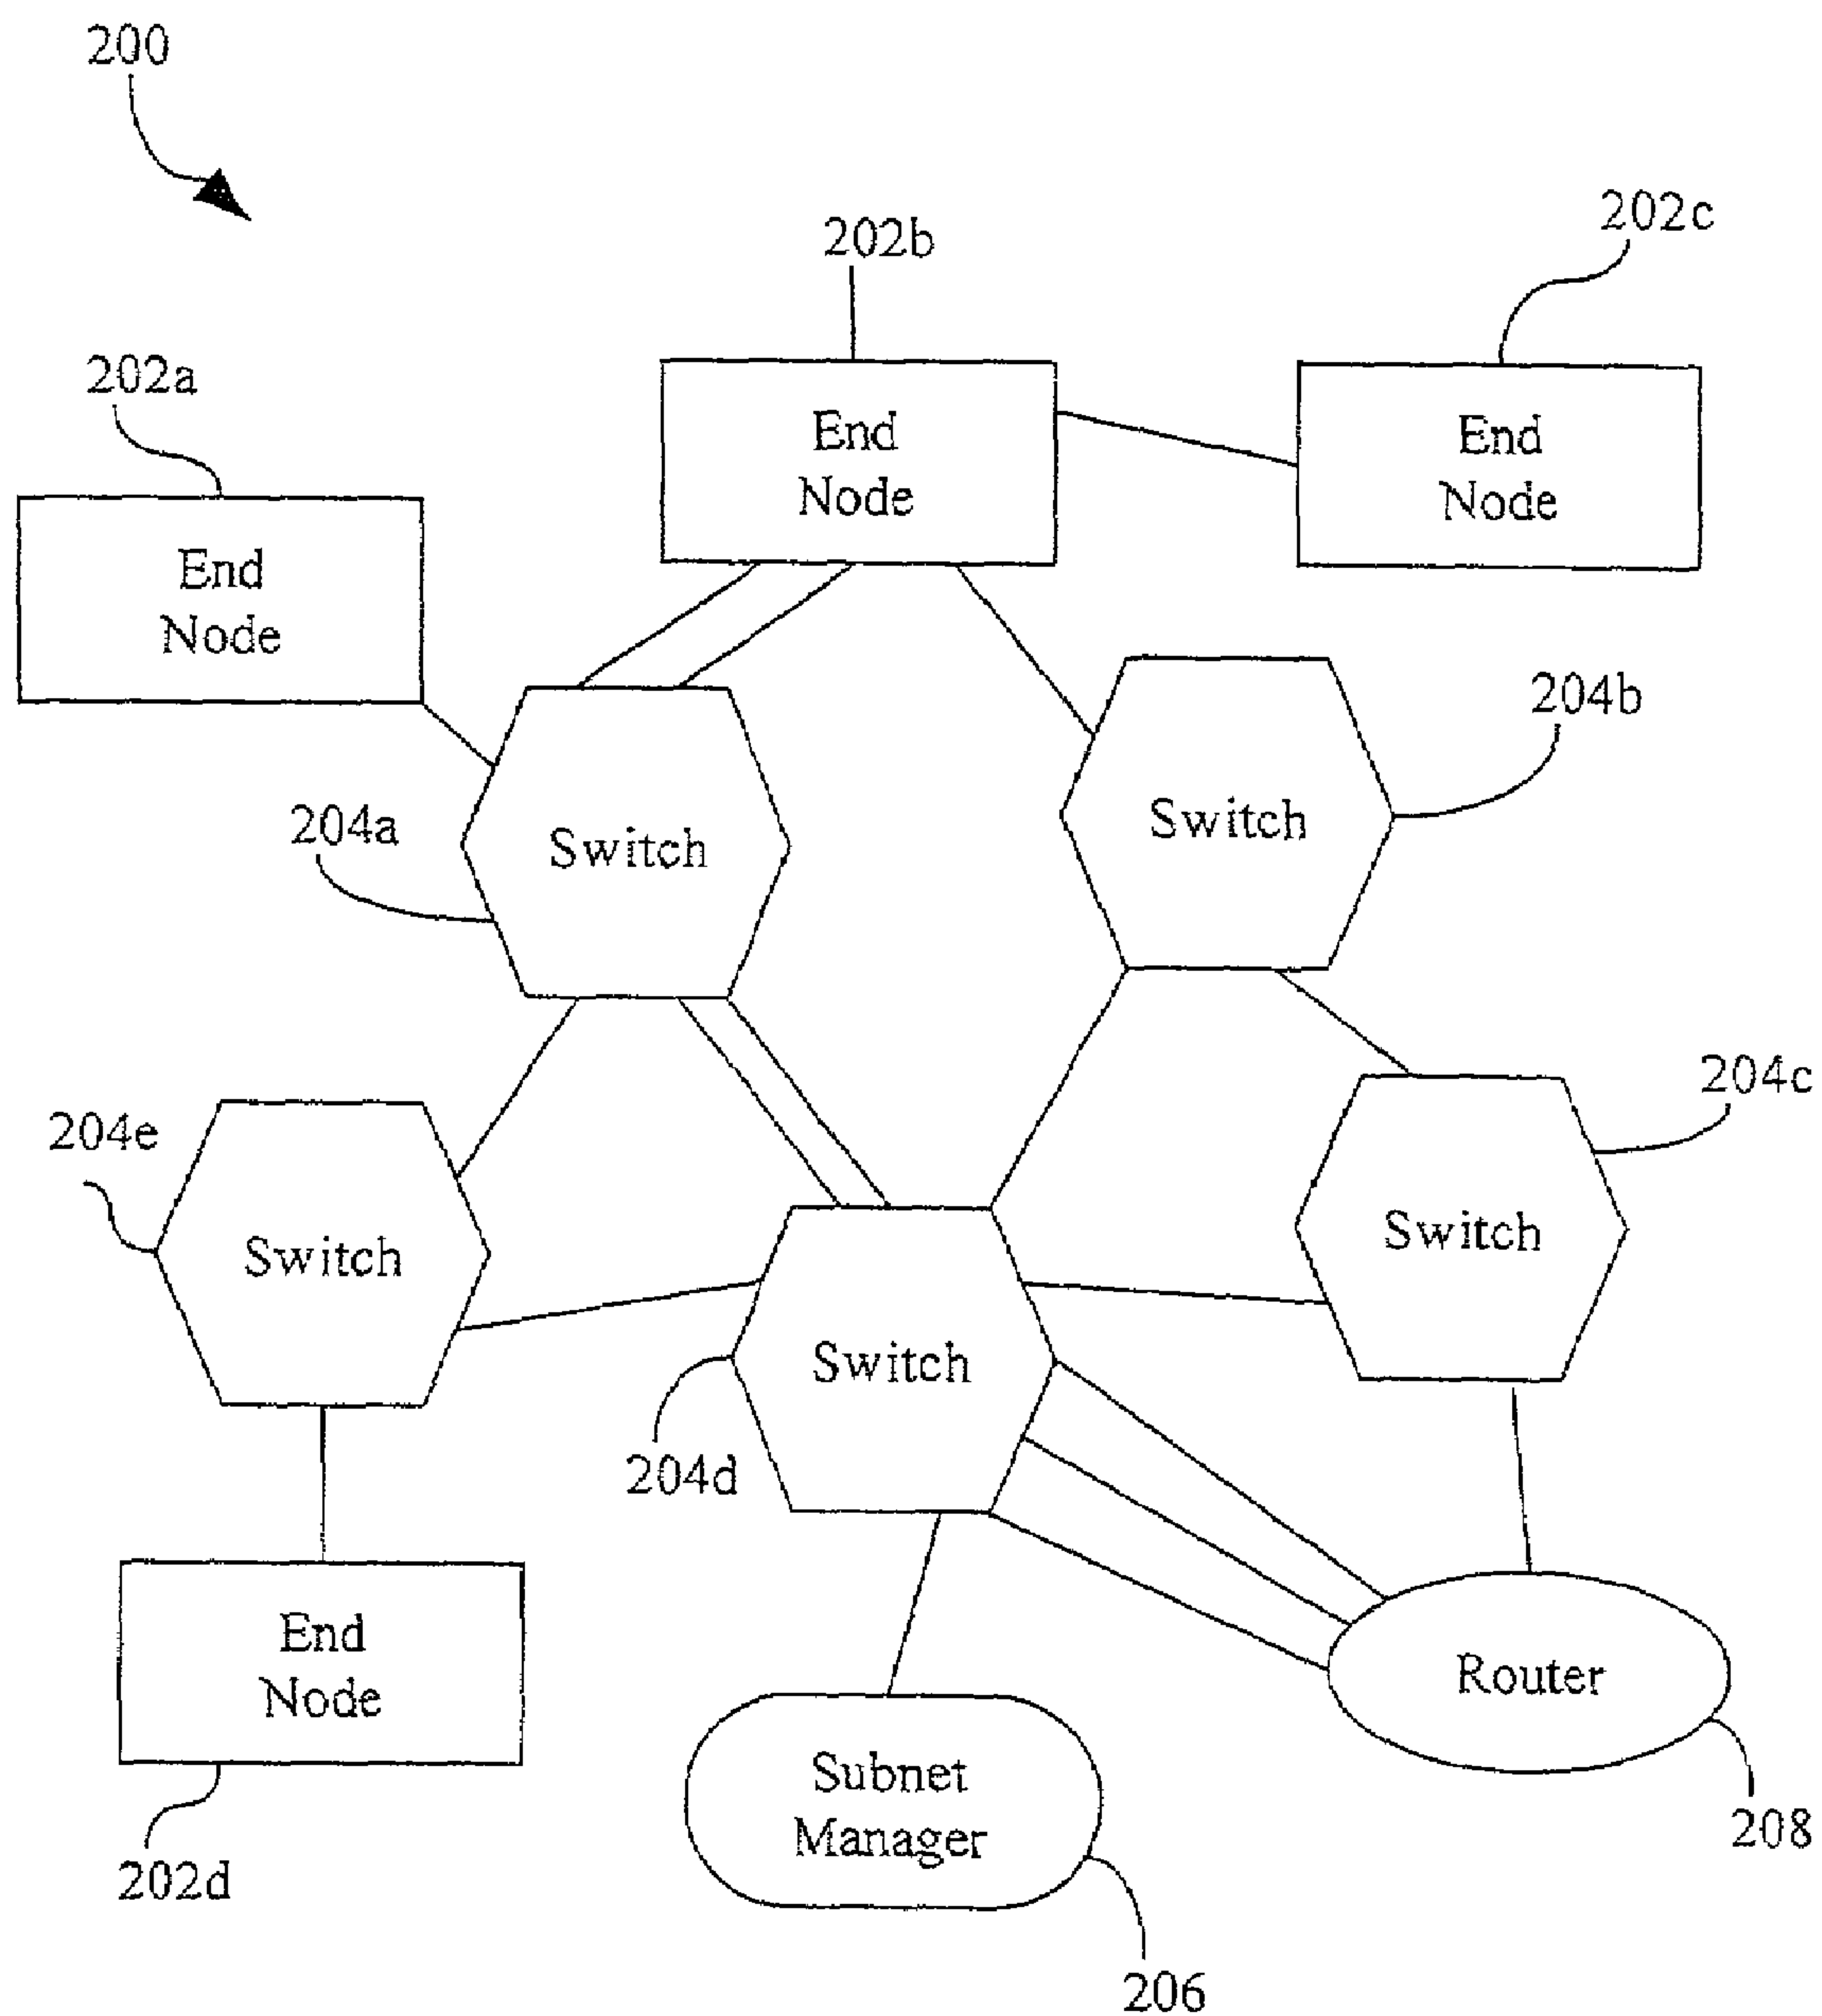 200
202b
202c
202a
End
Node
End
Node
End
Node
204b
204a
Switch
Switch
204c
204e
Switch
Switch
Switch
204d
End
Node
Router
Subnet
Manager
208
202d
206